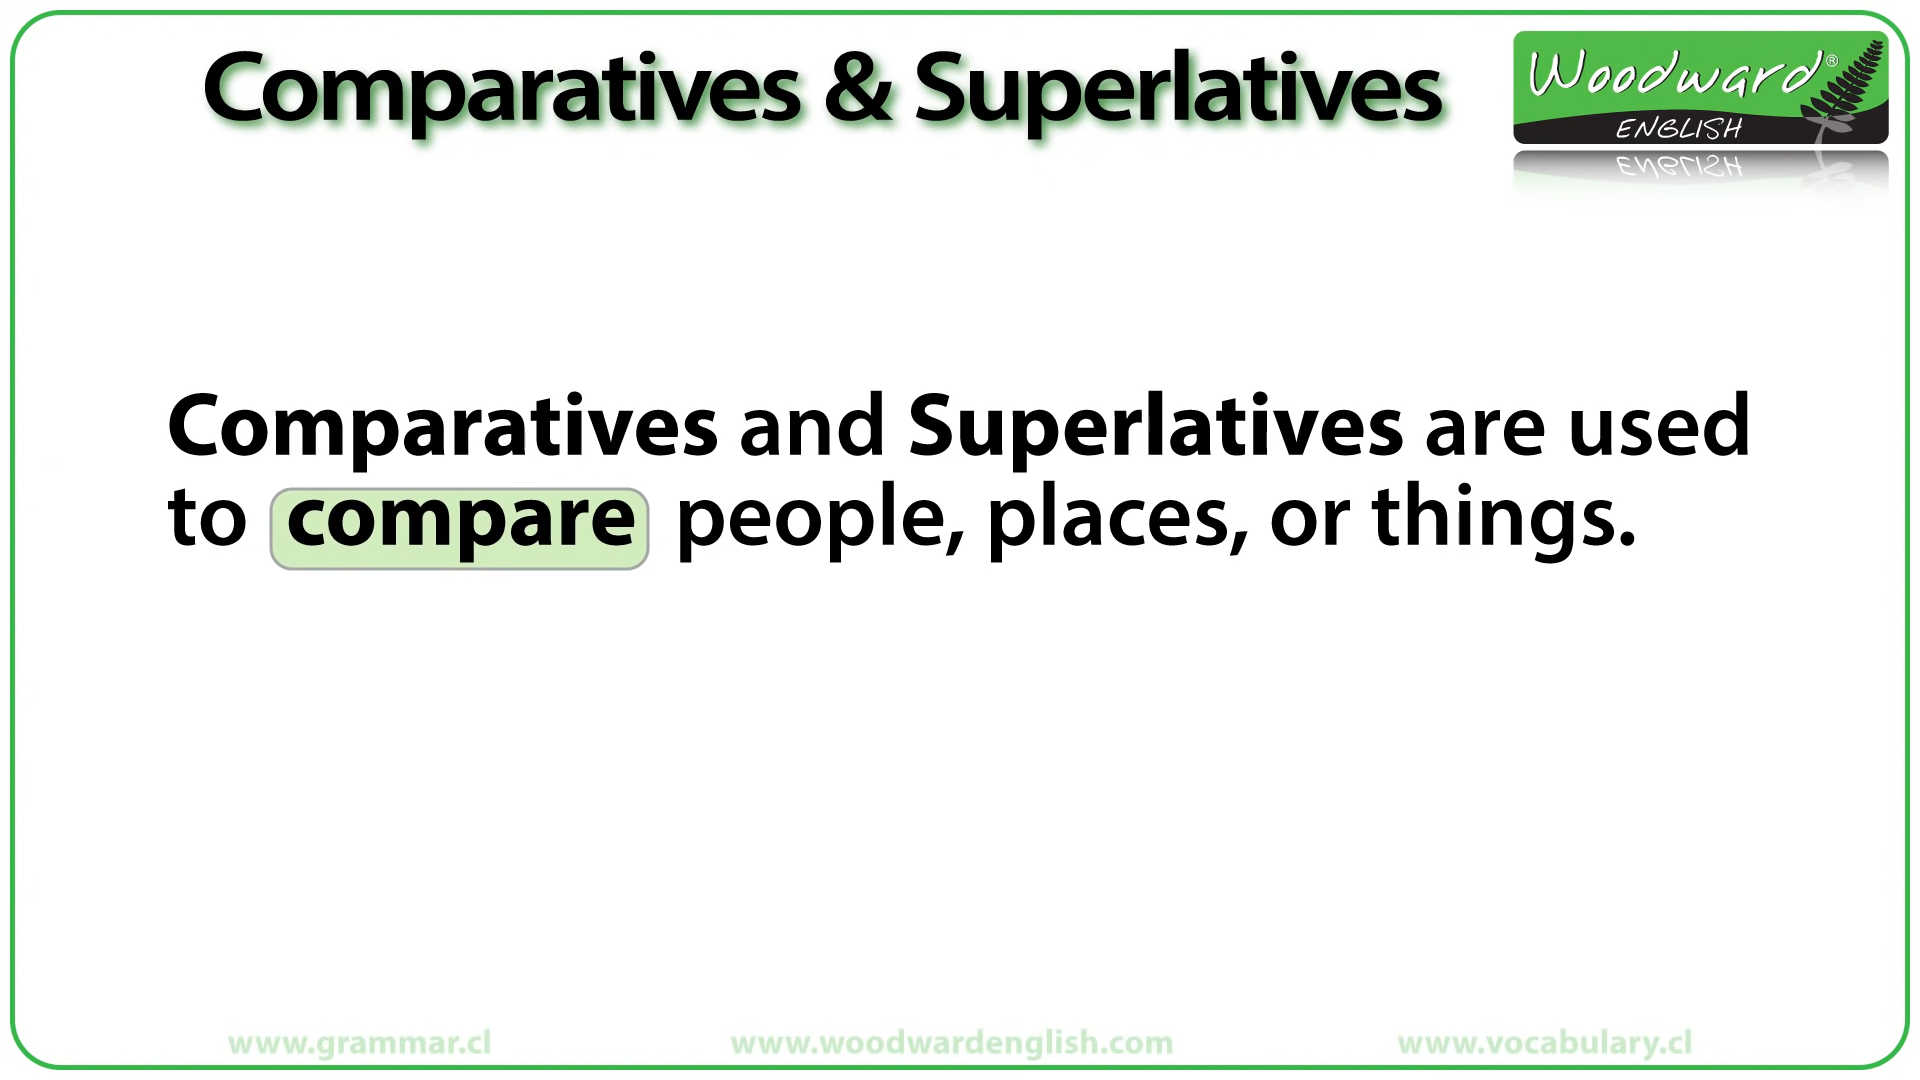 Comparatives & Superlatives
Woodward®
ENGLISH
Comparatives and Superlatives are used
to compare people, places, or things.
www.grammar.cl
www.woodwardenglish.com
www.vocabulary.cl